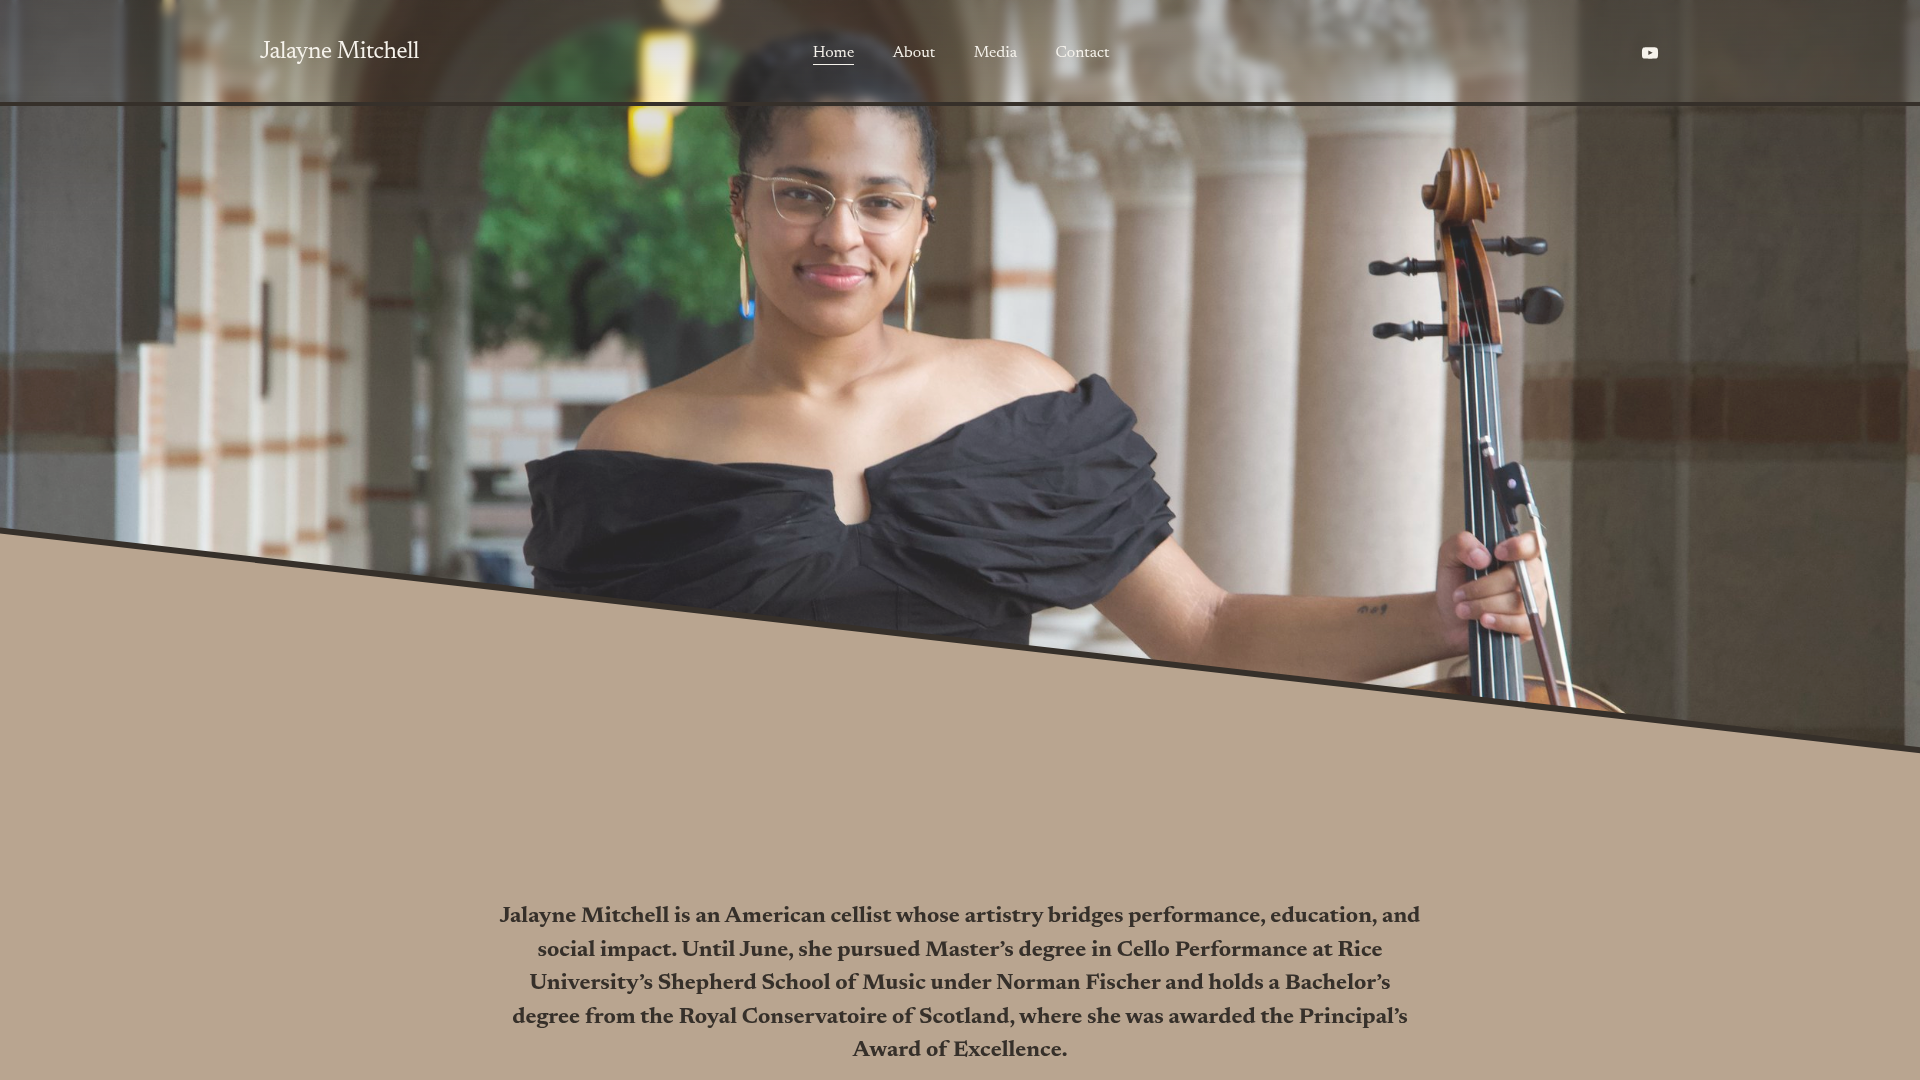 Jalayne Mitchell
Home About Media Contact
Jalayne Mitchell is an American cellist whose artistry bridges performance, education, and
social impact. Until June, she pursued Master’s degree in Cello Performance at Rice
University’s Shepherd School of Music under Norman Fischer and holds a Bachelor’s
degree from the Royal Conservatoire of Scotland, where she was awarded the Principal’s
Award of Excellence.